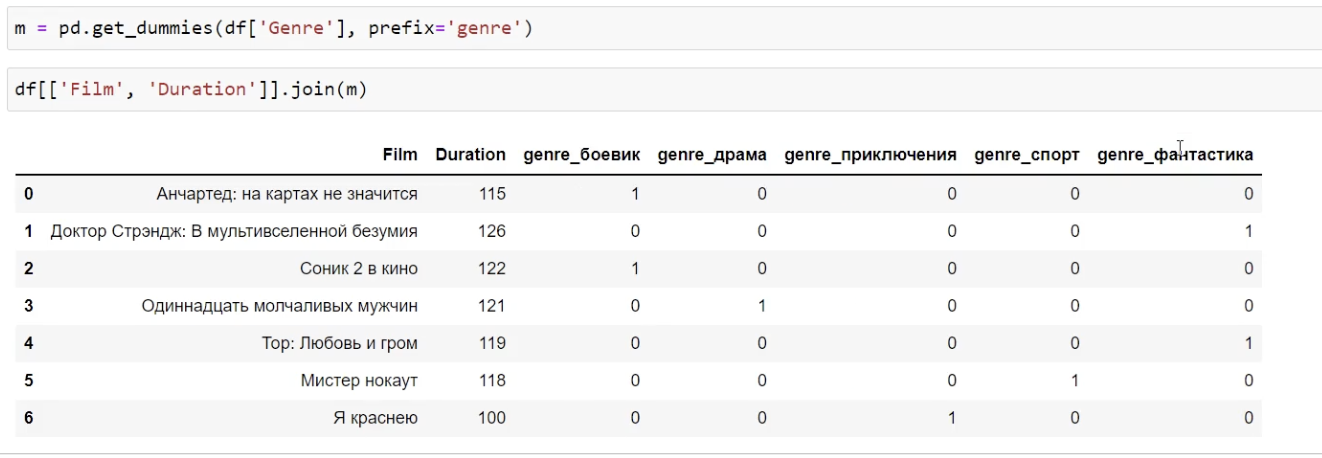 m = pd.get_dummies(df['Genre'], prefix='genre')
df[['Film', 'Duration']].join(m)
Film Duration genre_боевик genre_драма genre_приключения genre_спорт genre_фантастика
0 Анчартед: на картах не значится 115 1 0 0 0 0
1 Доктор Стрэндж: В мультивселенной безумия 126 0 0 0 0 1
2 Соник 2 в кино 122 1 0 0 0 0
3 Одиннадцать молчаливых мужчин 121 0 1 0 0 0
4 Тор: Любовь и гром 119 0 0 0 0 1
5 Мистер нокаут 118 0 0 0 1 0
6 Я краснею 100 0 0 1 0 0